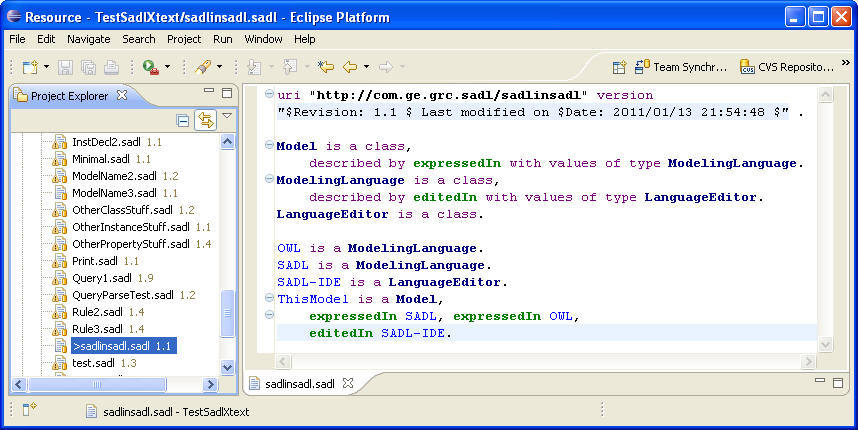 Resource - TestSadlXtext/sadlinsadl.sadl - Eclipse Platform
File Edit Navigate Search Project Run Window Help
Team Synchr... CVS Reposito... »
Project Explorer
InstDecl2.sadl 1.1
Minimal.sadl 1.1
ModelName2.sadl 1.2
ModelName3.sadl 1.1
OtherClassStuff.sadl 1.2
OtherInstanceStuff.sadl 1.1
OtherPropertyStuff.sadl 1.4
Print.sadl 1.1
Query1.sadl 1.9
QueryParseTest.sadl 1.2
Rule2.sadl 1.4
Rule3.sadl 1.4
>sadlinsadl.sadl 1.1
test.sadl 1.3
uri "http://com.ge.grc.sadl/sadlinsadl" version
"$Revision: 1.1 $ Last modified on $Date: 2011/01/13 21:54:48 $" .
Model is a class,
described by expressedIn with values of type ModelingLanguage.
ModelingLanguage is a class,
described by editedIn with values of type LanguageEditor.
LanguageEditor is a class.
OWL is a ModelingLanguage.
SADL is a ModelingLanguage.
SADL-IDE is a LanguageEditor.
ThisModel is a Model,
expressedIn SADL, expressedIn OWL,
editedIn SADL-IDE.
sadlinsadl.sadl
sadlinsadl.sadl - TestSadlXtext